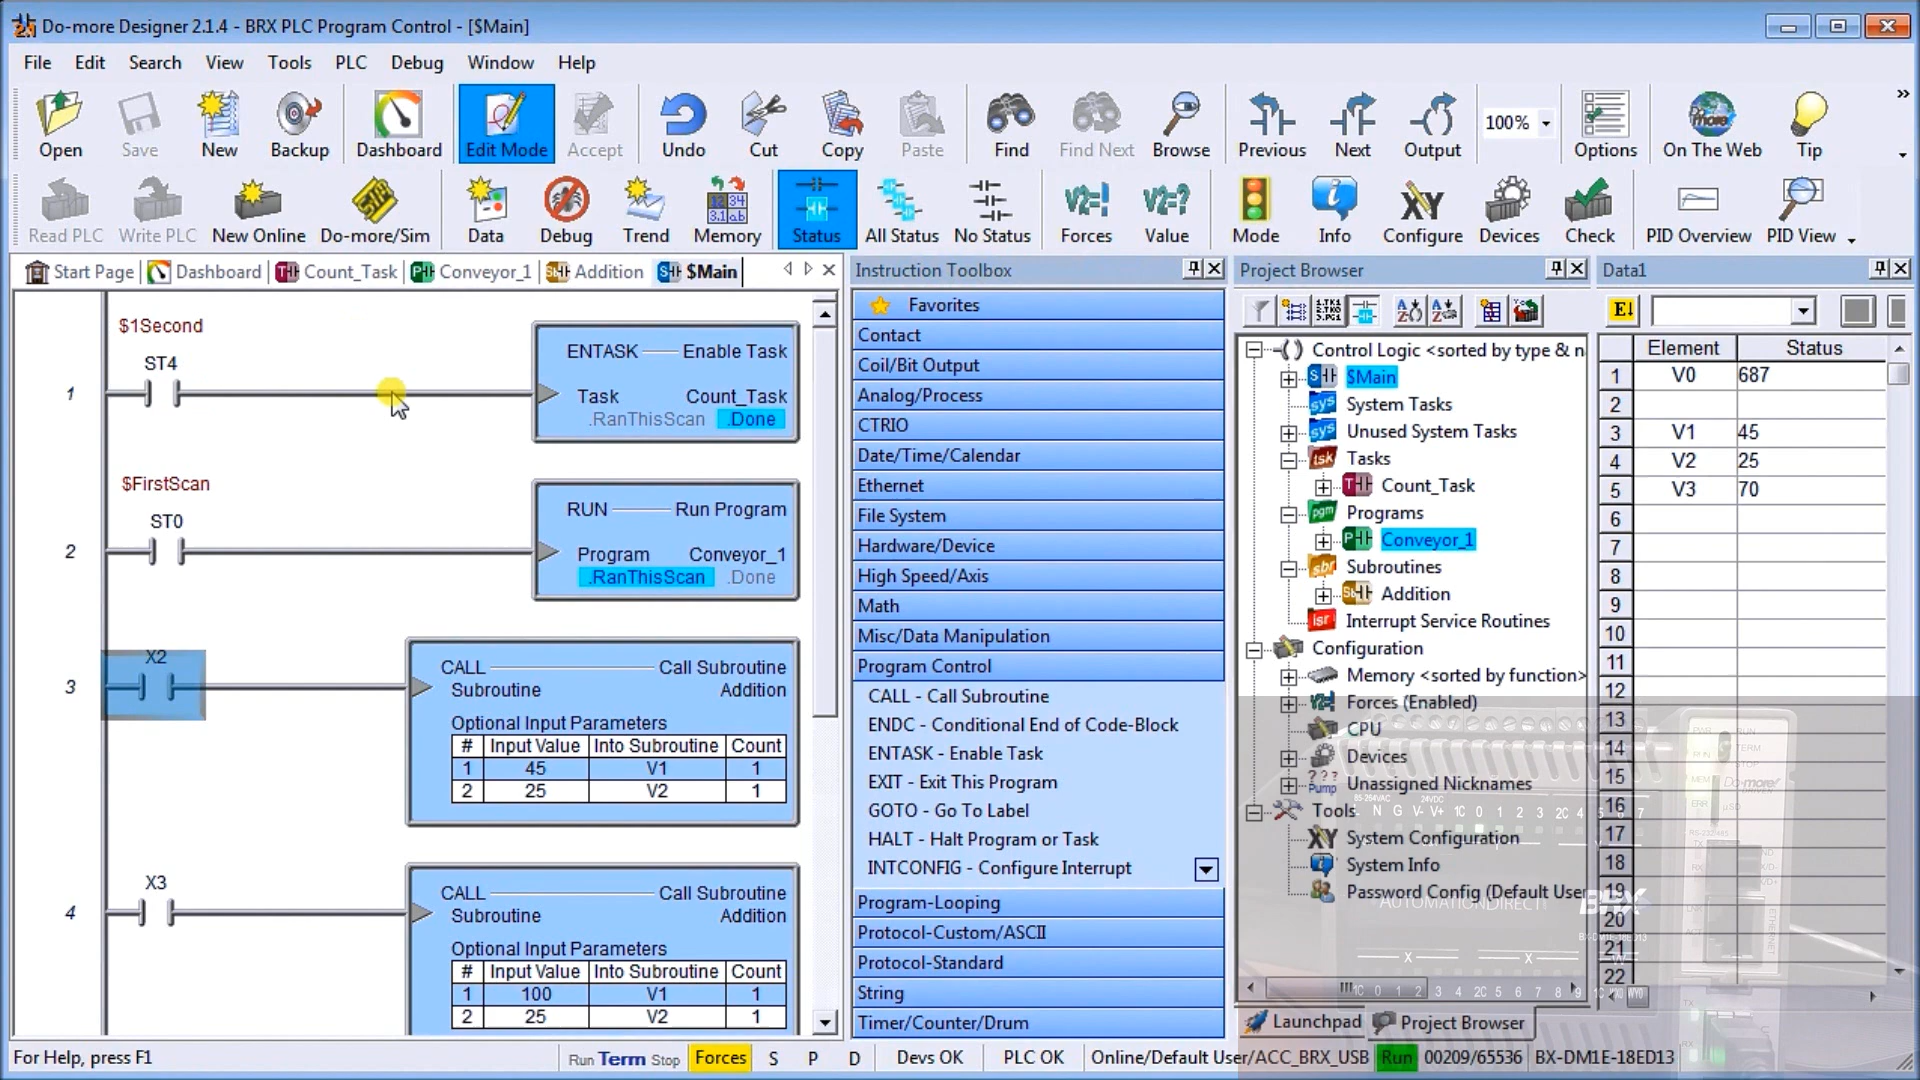 Do-more Designer 2.1.4 - BRX PLC Program Control - [$Main]
File Edit Search View Tools PLC Debug Window Help
Open Save New Backup Dashboard Edit Mode Accept Undo Cut Copy Paste Find Find Next Browse Previous Next Output 100% Options On The Web Tip
Read PLC Write PLC New Online Do-more/Sim Data Debug Trend Memory Status All Status No Status Forces Value Mode Info Configure Devices Check PID Overview PID View
Start Page Dashboard Count_Task Conveyor_1 Addition $Main
$1Second
ST4
1
ENTASK Enable Task
Task Count_Task
.RanThisScan .Done
$FirstScan
ST0
2
RUN Run Program
Program Conveyor_1
.RanThisScan .Done
X2
3
CALL Call Subroutine
Subroutine Addition
Optional Input Parameters
# Input Value Into Subroutine Count
1 45 V1 1
2 25 V2 1
X3
4
CALL Call Subroutine
Subroutine Addition
Optional Input Parameters
# Input Value Into Subroutine Count
1 100 V1 1
2 25 V2 1
Instruction Toolbox
Favorites
Contact
Coil/Bit Output
Analog/Process
CTRIO
Date/Time/Calendar
Ethernet
File System
Hardware/Device
High Speed/Axis
Math
Misc/Data Manipulation
Program Control
CALL - Call Subroutine
ENDC - Conditional End of Code-Block
ENTASK - Enable Task
EXIT - Exit This Program
GOTO - Go To Label
HALT - Halt Program or Task
INTCONFIG - Configure Interrupt
Program-Looping
Protocol-Custom/ASCII
Protocol-Standard
String
Timer/Counter/Drum
Project Browser
Control Logic <sorted by type & n
$Main
System Tasks
Unused System Tasks
Tasks
Count_Task
Programs
Conveyor_1
Subroutines
Addition
Interrupt Service Routines
Configuration
Memory <sorted by function>
Forces (Enabled)
CPU
Devices
Unassigned Nicknames
Tools
System Configuration
System Info
Password Config (Default User
AUTOMATIONDIRECT
BRX
Launchpad Project Browser
Data1
Element Status
1 V0 687
2
3 V1 45
4 V2 25
5 V3 70
6
7
8
9
10
11
12
13
14
15
16
17
18
19
20
21
22
For Help, press F1
Run Term Stop Forces S P D Devs OK PLC OK Online/Default User/ACC_BRX_USB Run 00209/65536 BX-DM1E-18ED13